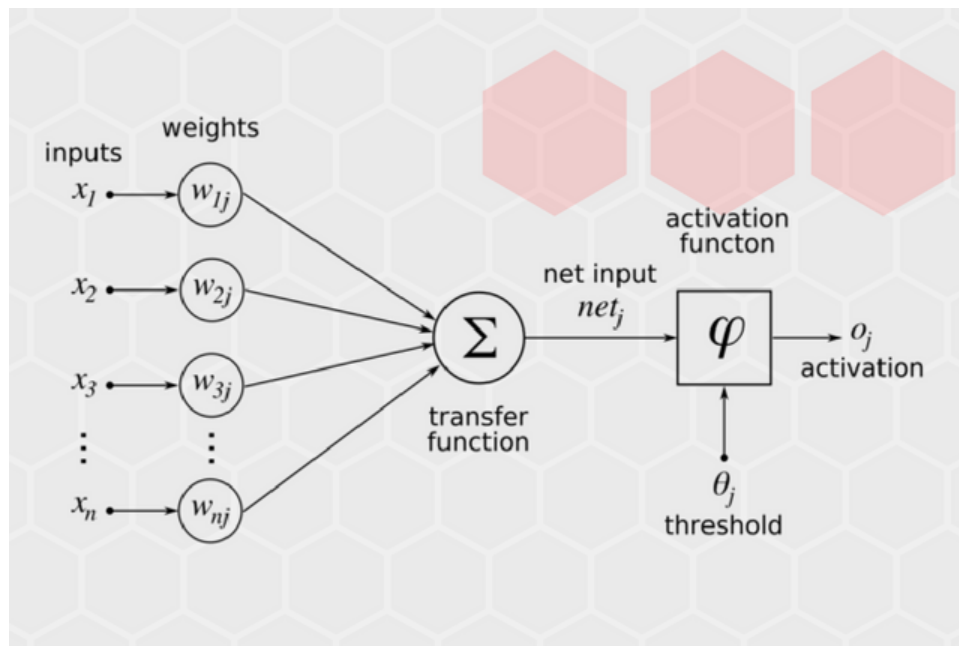 weights
inputs
x1
w1j
x2
w2j
x3
w3j
⋮
⋮
xn
wnj
Σ
transfer
function
net input
netj
activation
functon
φ
oj
activation
θj
threshold